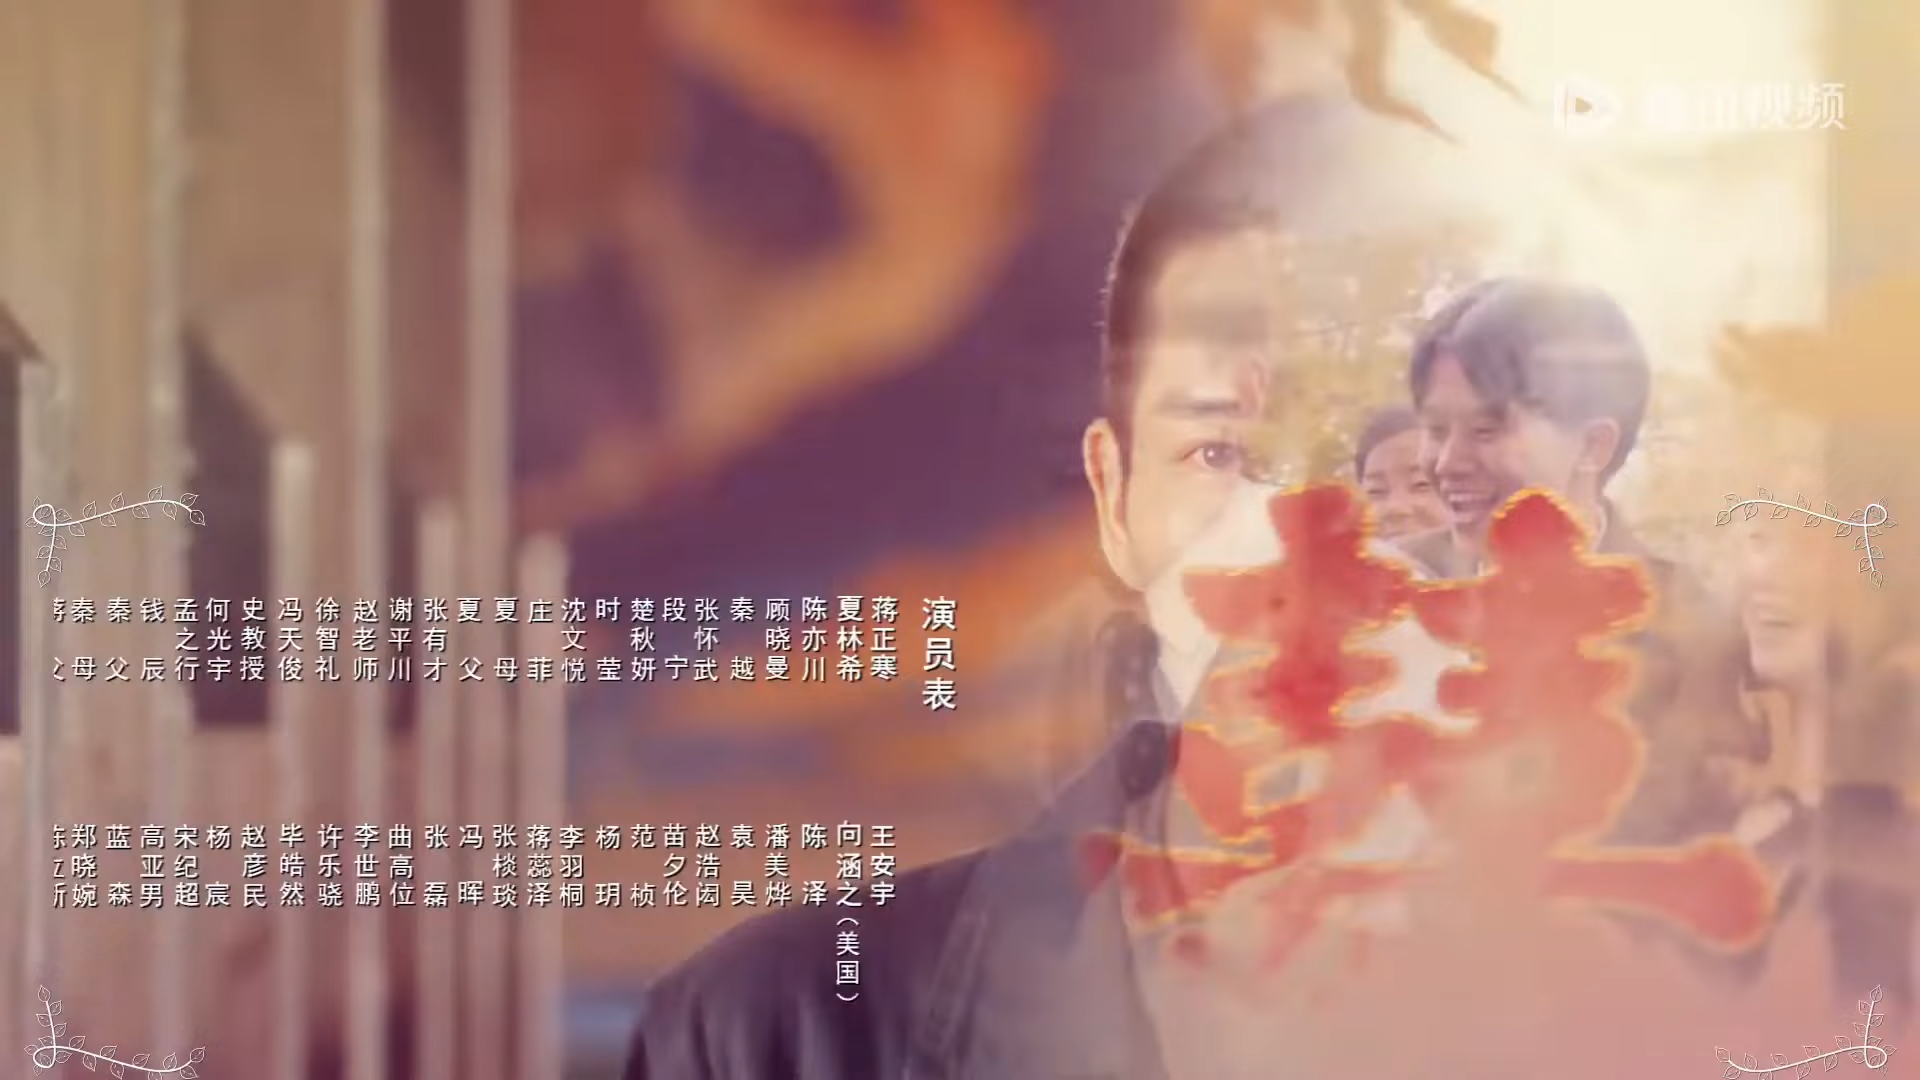 演员表
蒋正寒 王安宇
夏林希 向涵之（美国）
陈亦川 陈泽
顾晓曼 潘美烨
秦越 袁昊
张怀武 赵浩闳
段宁 苗夕伦
楚秋妍 范桢
时莹 杨玥
沈文悦 李羽桐
庄菲 蒋蕊泽
夏母 张棪琰
夏父 冯晖
张有才 张磊
谢平川 曲高位
赵老师 李世鹏
徐智礼 许乐骁
冯天俊 毕皓然
史教授 赵彦民
何光宇 杨宸
孟之行 宋纪超
钱辰 高亚男
秦父 蓝森
秦母 郑晓婉
囍
视频